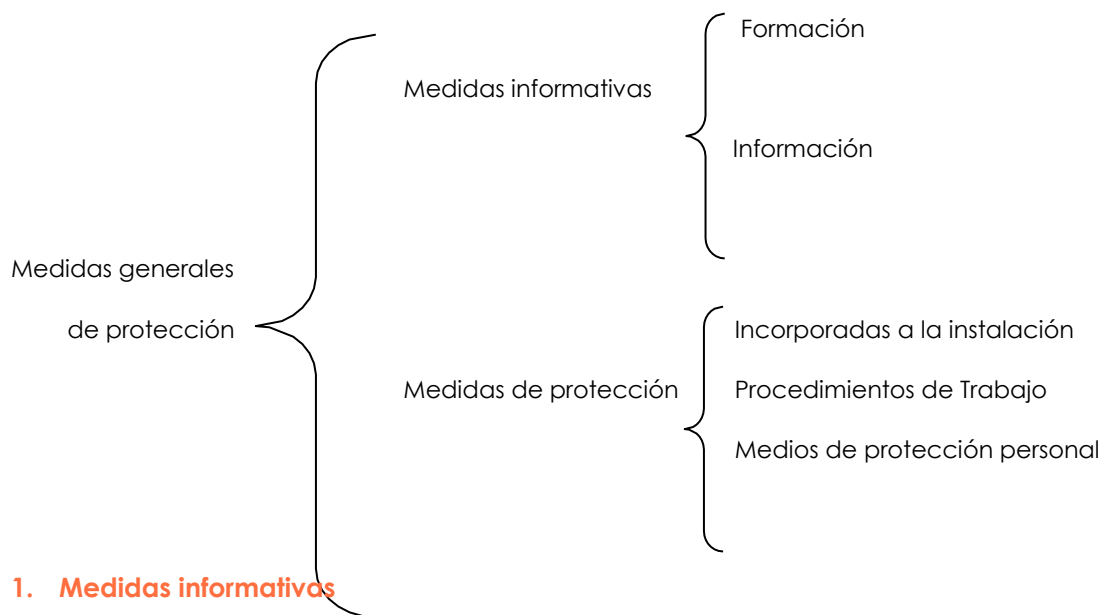 Formación
Medidas informativas
Información
Medidas generales
de protección
Incorporadas a la instalación
Medidas de protección
Procedimientos de Trabajo
Medios de protección personal
1. Medidas informativas